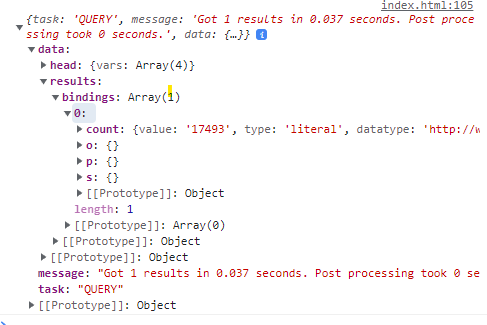 index.html:105
{task: 'QUERY', message: 'Got 1 results in 0.037 seconds. Post proce
ssing took 0 seconds.', data: {…}} i
data:
head: {vars: Array(4)}
results:
bindings: Array(1)
0:
count: {value: '17493', type: 'literal', datatype: 'http://w
o: {}
p: {}
s: {}
[[Prototype]]: Object
length: 1
[[Prototype]]: Array(0)
[[Prototype]]: Object
[[Prototype]]: Object
message: "Got 1 results in 0.037 seconds. Post processing took 0 se
task: "QUERY"
[[Prototype]]: Object